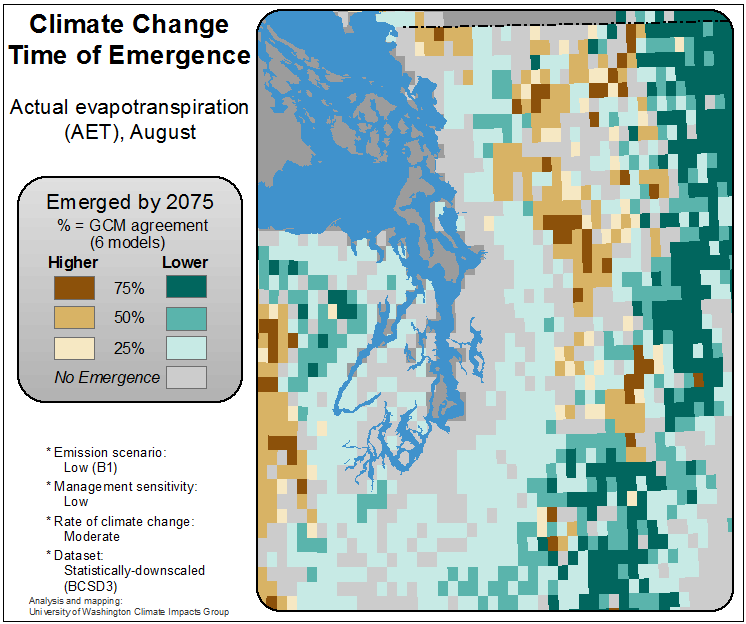 Climate Change
Time of Emergence
Actual evapotranspiration
(AET), August
Emerged by 2075
% = GCM agreement
(6 models)
Higher Lower
75%
50%
25%
No Emergence
* Emission scenario:
Low (B1)
* Management sensitivity:
Low
* Rate of climate change:
Moderate
* Dataset:
Statistically-downscaled
(BCSD3)
Analysis and mapping:
University of Washington Climate Impacts Group